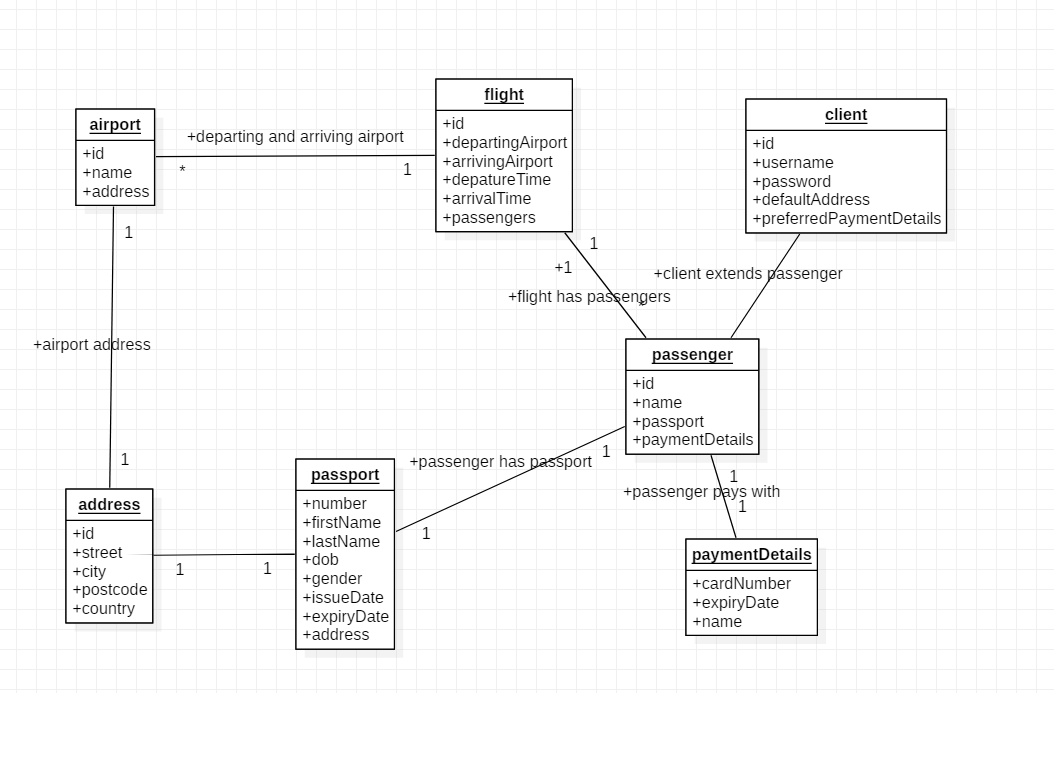 airport
+id
+name
+address
+departing and arriving airport
*
1
flight
+id
+departingAirport
+arrivingAirport
+depatureTime
+arrivalTime
+passengers
client
+id
+username
+password
+defaultAddress
+preferredPaymentDetails
1
+airport address
1
1
+1
+flight has passengers
*
+client extends passenger
passenger
+id
+name
+passport
+paymentDetails
+passenger has passport
1
1
1
+passenger pays with
1
address
+id
+street
+city
+postcode
+country
1
1
passport
+number
+firstName
+lastName
+dob
+gender
+issueDate
+expiryDate
+address
paymentDetails
+cardNumber
+expiryDate
+name